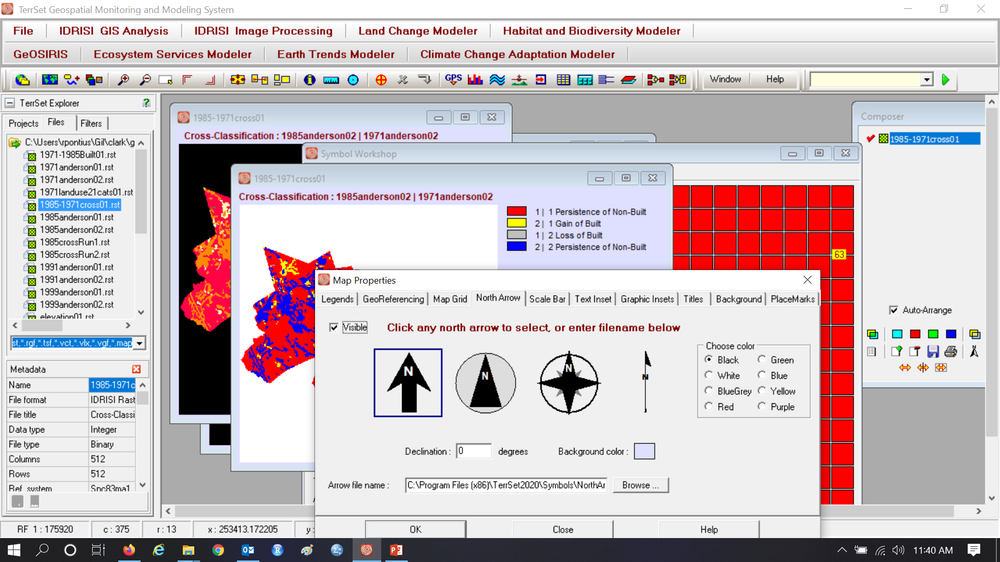 TerrSet Geospatial Monitoring and Modeling System
File
IDRISI GIS Analysis
IDRISI Image Processing
Land Change Modeler
Habitat and Biodiversity Modeler
GeOSIRIS
Ecosystem Services Modeler
Earth Trends Modeler
Climate Change Adaptation Modeler
GPS
Window
Help
TerrSet Explorer
?
Projects
Files
Filters
C:\Users\rpontius\Gil\clark\g
1971-1985Built01.rst
1971anderson01.rst
1971anderson02.rst
1971landuse21cats01.rst
1985-1971cross01.rst
1985anderson01.rst
1985anderson02.rst
1985crossRun1.rst
1985crossRun2.rst
1991anderson01.rst
1991anderson02.rst
1999anderson01.rst
1999anderson02.rst
elevation01.rst
st,*.rgf,*.tsf,*.vct,*.vlx,*.vgf,*.map
Metadata
Name 1985-1971c
File format IDRISI Rast
File title Cross-Classi
Data type Integer
File type Binary
Columns 512
Rows 512
Ref. system Spc83ma1
1985-1971cross01
Cross-Classification : 1985anderson02 | 1971anderson02
Symbol Workshop
63
1985-1971cross01
Cross-Classification : 1985anderson02 | 1971anderson02
1 | 1 Persistence of Non-Built
2 | 1 Gain of Built
1 | 2 Loss of Built
2 | 2 Persistence of Non-Built
Composer
1985-1971cross01
Auto-Arrange
Map Properties
Legends
GeoReferencing
Map Grid
North Arrow
Scale Bar
Text Inset
Graphic Insets
Titles
Background
PlaceMarks
Visible
Click any north arrow to select, or enter filename below
N
N
N
N
Choose color
Black Green
White Blue
BlueGrey Yellow
Red Purple
Declination : 0 degrees
Background color :
Arrow file name : C:\Program Files (x86)\TerrSet2020\Symbols\NorthAr
Browse ...
OK
Close
Help
RF 1 : 175920
c : 375
r : 13
x : 253413.172205
y :
11:40 AM